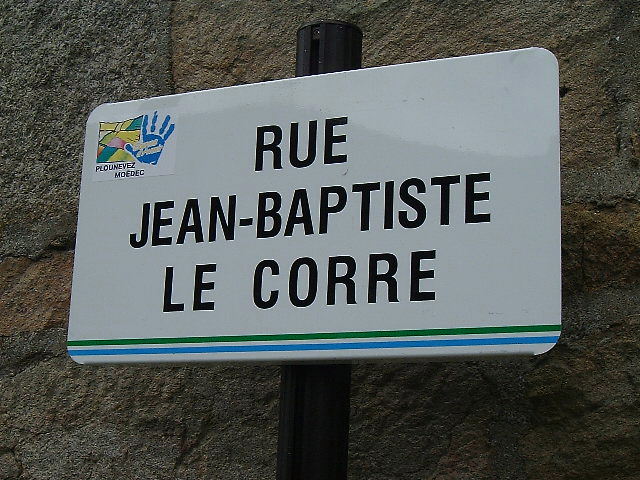 PLOUNEVEZ
MOEDEC
RUE
JEAN-BAPTISTE
LE CORRE